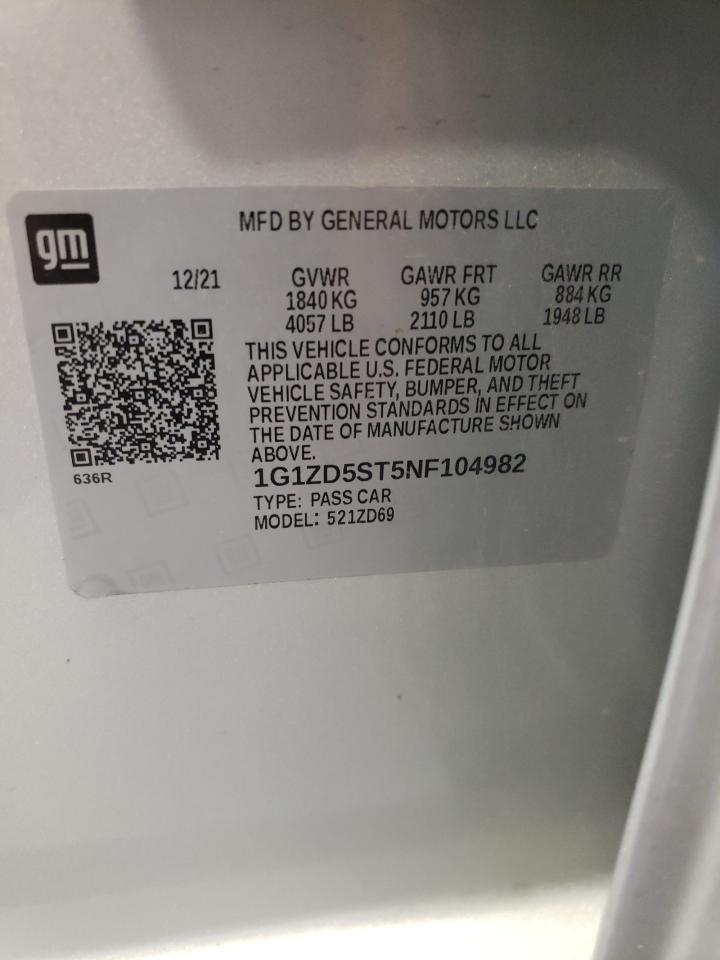 gm
MFD BY GENERAL MOTORS LLC
12/21 GVWR GAWR FRT GAWR RR
1840 KG 957 KG 884 KG
4057 LB 2110 LB 1948 LB
THIS VEHICLE CONFORMS TO ALL
APPLICABLE U.S. FEDERAL MOTOR
VEHICLE SAFETY, BUMPER, AND THEFT
PREVENTION STANDARDS IN EFFECT ON
THE DATE OF MANUFACTURE SHOWN
ABOVE.
636R
1G1ZD5ST5NF104982
TYPE: PASS CAR
MODEL: 521ZD69